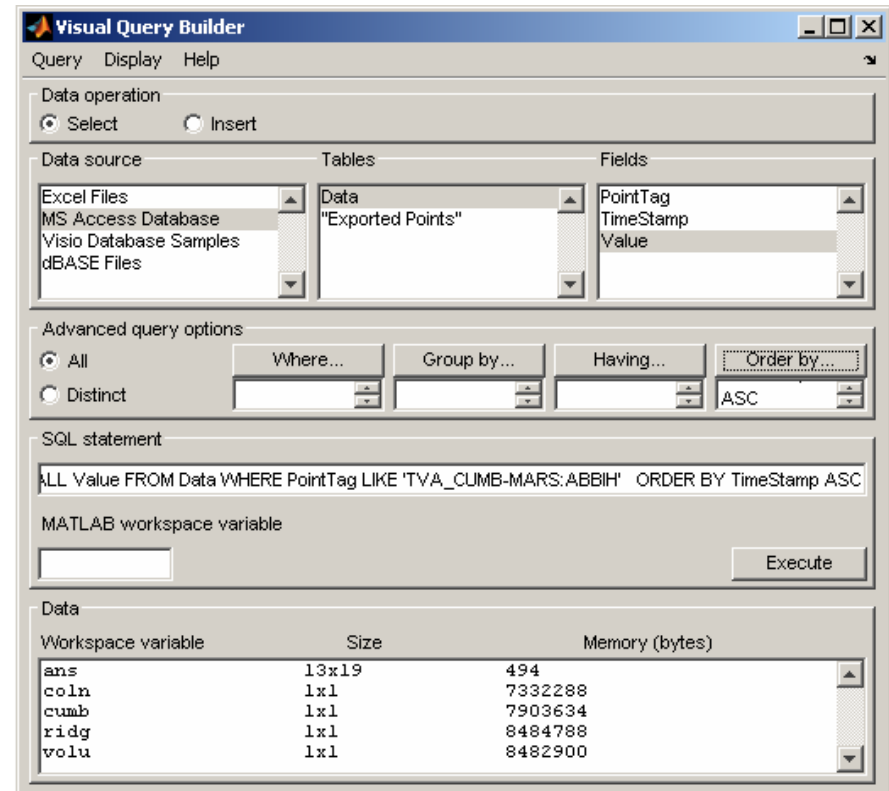 Visual Query Builder
Query Display Help
Data operation
Select Insert
Data source Tables Fields
Excel Files
MS Access Database
Visio Database Samples
dBASE Files
Data
"Exported Points"
PointTag
TimeStamp
Value
Advanced query options
All
Distinct
Where... Group by... Having... Order by...
ASC
SQL statement
ALL Value FROM Data WHERE PointTag LIKE 'TVA_CUMB-MARS:ABBIH' ORDER BY TimeStamp ASC
MATLAB workspace variable
Execute
Data
Workspace variable Size Memory (bytes)
ans 13x19 494
coln 1x1 7332288
cumb 1x1 7903634
ridg 1x1 8484788
volu 1x1 8482900